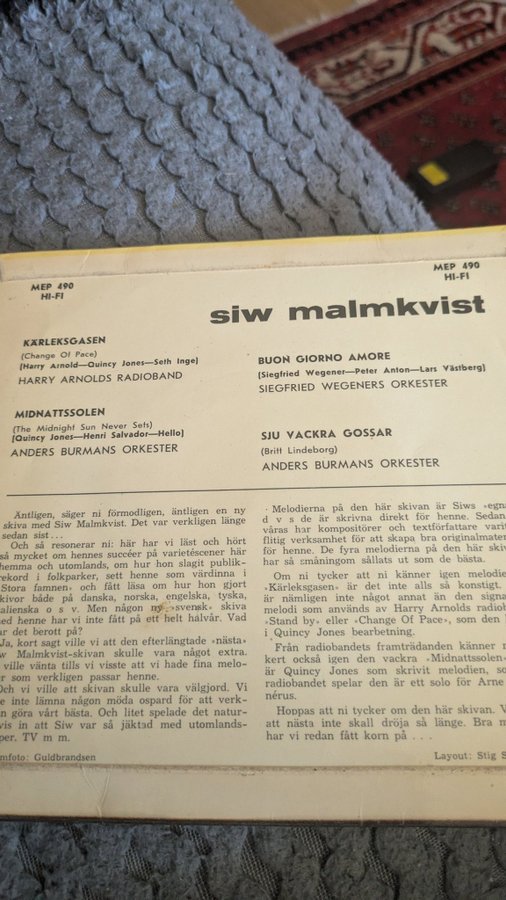 MEP 490
HI-FI
MEP 490
HI-FI
siw malmkvist
KÄRLEKSGASEN
(Change Of Pace)
(Harry Arnold—Quincy Jones—Seth Inge)
HARRY ARNOLDS RADIOBAND
MIDNATTSSOLEN
(The Midnight Sun Never Sets)
(Quincy Jones—Henri Salvador—Hello)
ANDERS BURMANS ORKESTER
BUON GIORNO AMORE
(Siegfried Wegener—Peter Anton—Lars Västberg)
SIEGFRIED WEGENERS ORKESTER
SJU VACKRA GOSSAR
(Britt Lindeborg)
ANDERS BURMANS ORKESTER
Äntligen, säger ni förmodligen, äntligen en ny
skiva med Siw Malmkvist. Det var verkligen länge
sedan sist . . .
Och så resonerar ni: här har vi läst och hört
så mycket om hennes succéer på varietéscener här
hemma och utomlands, om hur hon slagit publik-
rekord i folkparker, sett henne som värdinna i
Stora famnen» och fått läsa om hur hon gjort
skivor både på danska, norska, engelska, tyska,
italienska o s v. Men någon ny »svensk» skiva
med henne har vi inte fått på ett helt halvår. Vad
ar det berott på?
Ja, kort sagt ville vi att den efterlängtade »nästa»
w Malmkvist-skivan skulle vara något extra.
ville vänta tills vi visste att vi hade fina melo-
er som verkligen passar henne.
Och vi ville att skivan skulle vara välgjord. Vi
e inte lämna någon möda ospard för att verk-
n göra vårt bästa. Och litet spelade det natur-
vis in att Siw var så jäktad med utomlands-
per, TV m m.
Melodierna på den här skivan är Siws »egna
d v s de är skrivna direkt för henne. Sedan
våras har kompositörer och textförfattare varit
flitig verksamhet för att skapa bra originalmater
för henne. De fyra melodierna på den här skiv
har så småningom sållats ut som de bästa.
Om ni tycker att ni känner igen melodie
»Kärleksgasen» är det inte alls så konstigt.
är nämligen inte något annat än den signa
melodi som används av Harry Arnolds radiob
»Stand by» eller »Change Of Pace», som den
i Quincy Jones bearbetning.
Från radiobandets framträdanden känner n
kert också igen den vackra »Midnattssolen»
är Quincy Jones som skrivit melodien, so
radiobandet spelar den är ett solo för Arne
nérus.
Hoppas att ni tycker om den här skivan. V
att nästa inte skall dröja så länge. Bra m
har vi redan fått korn på . . .
mfoto: Guldbrandsen
Layout: Stig S